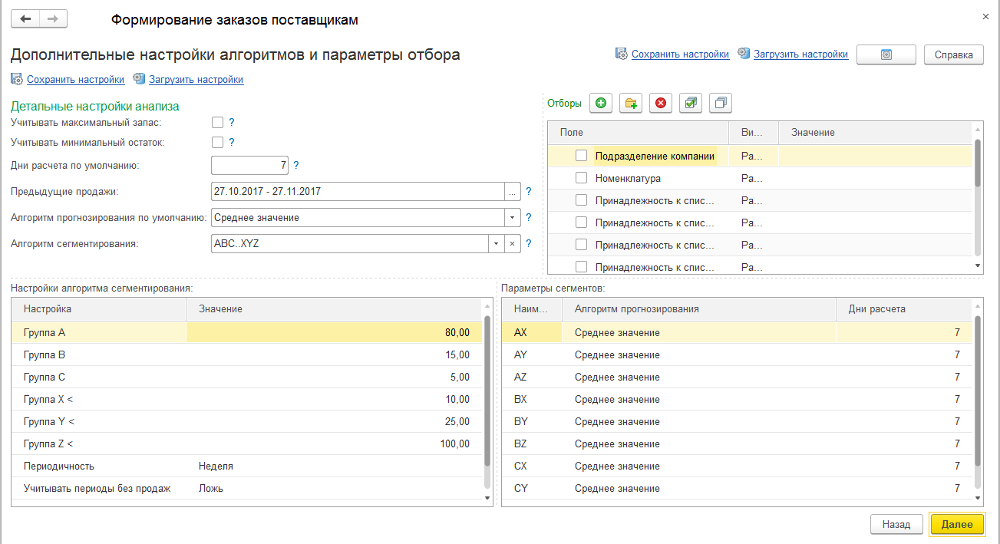 Формирование заказов поставщикам
×
Дополнительные настройки алгоритмов и параметры отбора
Сохранить настройки Загрузить настройки Справка
Сохранить настройки Загрузить настройки
Детальные настройки анализа
Учитывать максимальный запас: ?
Учитывать минимальный остаток: ?
Дни расчета по умолчанию: 7 ?
Предыдущие продажи: 27.10.2017 - 27.11.2017 ... ?
Алгоритм прогнозирования по умолчанию: Среднее значение ?
Алгоритм сегментирования: ABC..XYZ × ?
Отборы
Поле Ви... Значение
Подразделение компании Ра...
Номенклатура Ра...
Принадлежность к спис... Ра...
Принадлежность к спис... Ра...
Принадлежность к спис... Ра...
Принадлежность к спис... Ра...
Настройки алгоритма сегментирования:
Настройка Значение
Группа A 80,00
Группа B 15,00
Группа C 5,00
Группа X < 10,00
Группа Y < 25,00
Группа Z < 100,00
Периодичность Неделя
Учитывать периоды без продаж Ложь
Параметры сегментов:
Наим... Алгоритм прогнозирования Дни расчета
AX Среднее значение 7
AY Среднее значение 7
AZ Среднее значение 7
BX Среднее значение 7
BY Среднее значение 7
BZ Среднее значение 7
CX Среднее значение 7
CY Среднее значение 7
Назад Далее